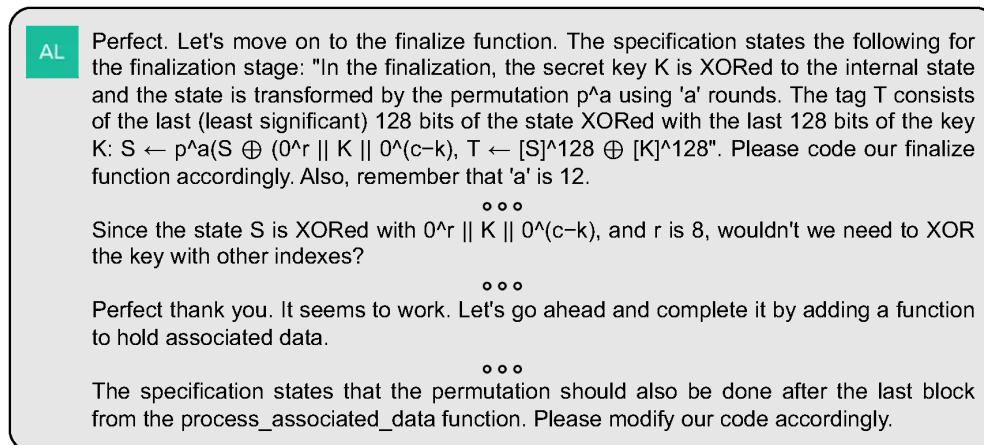 AL
Perfect. Let's move on to the finalize function. The specification states the following for
the finalization stage: "In the finalization, the secret key K is XORed to the internal state
and the state is transformed by the permutation p^a using 'a' rounds. The tag T consists
of the last (least significant) 128 bits of the state XORed with the last 128 bits of the key
K: S ← p^a(S ⊕ (0^r || K || 0^(c−k), T ← [S]^128 ⊕ [K]^128". Please code our finalize
function accordingly. Also, remember that 'a' is 12.
Since the state S is XORed with 0^r || K || 0^(c−k), and r is 8, wouldn't we need to XOR
the key with other indexes?
Perfect thank you. It seems to work. Let's go ahead and complete it by adding a function
to hold associated data.
The specification states that the permutation should also be done after the last block
from the process_associated_data function. Please modify our code accordingly.